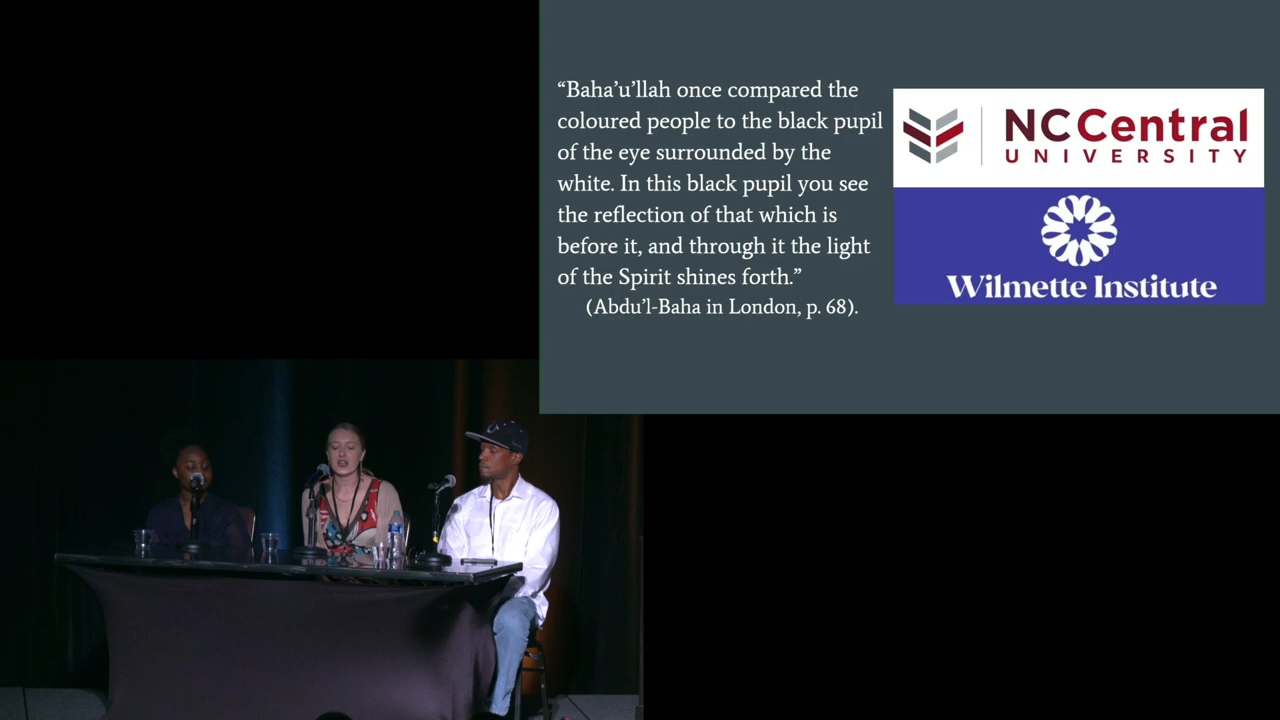 “Baha’u’llah once compared the
coloured people to the black pupil
of the eye surrounded by the
white. In this black pupil you see
the reflection of that which is
before it, and through it the light
of the Spirit shines forth.”
(Abdu’l-Baha in London, p. 68).
NCCentral
UNIVERSITY
Wilmette Institute